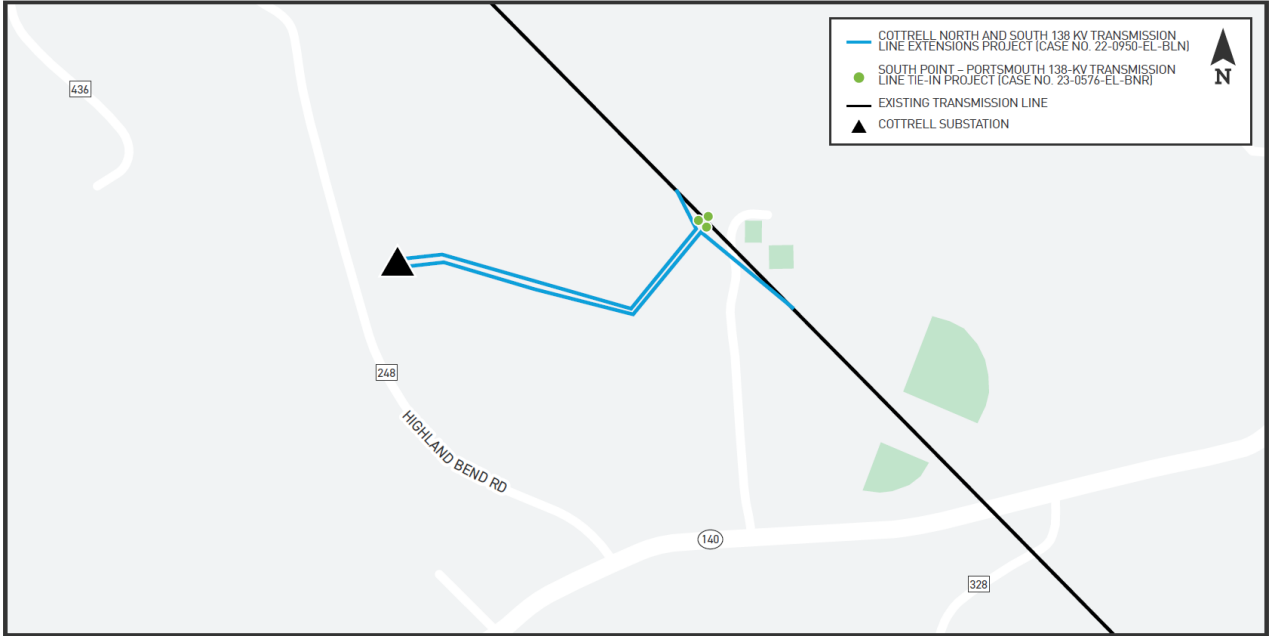 COTTRELL NORTH AND SOUTH 138 KV TRANSMISSION
LINE EXTENSIONS PROJECT (CASE NO. 22-0950-EL-BLN)
SOUTH POINT – PORTSMOUTH 138-KV TRANSMISSION
LINE TIE-IN PROJECT (CASE NO. 23-0576-EL-BNR)
EXISTING TRANSMISSION LINE
COTTRELL SUBSTATION
N
436
248
HIGHLAND BEND RD
140
328